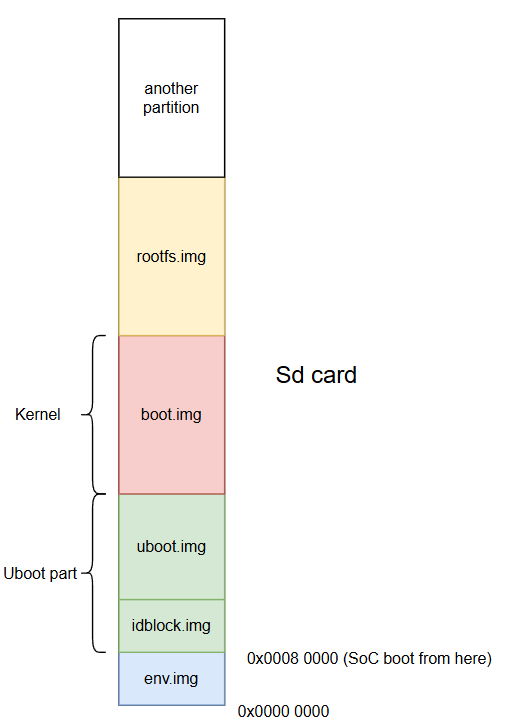 another
partition
rootfs.img
Sd card
Kernel
boot.img
uboot.img
Uboot part
idblock.img
0x0008 0000 (SoC boot from here)
env.img
0x0000 0000